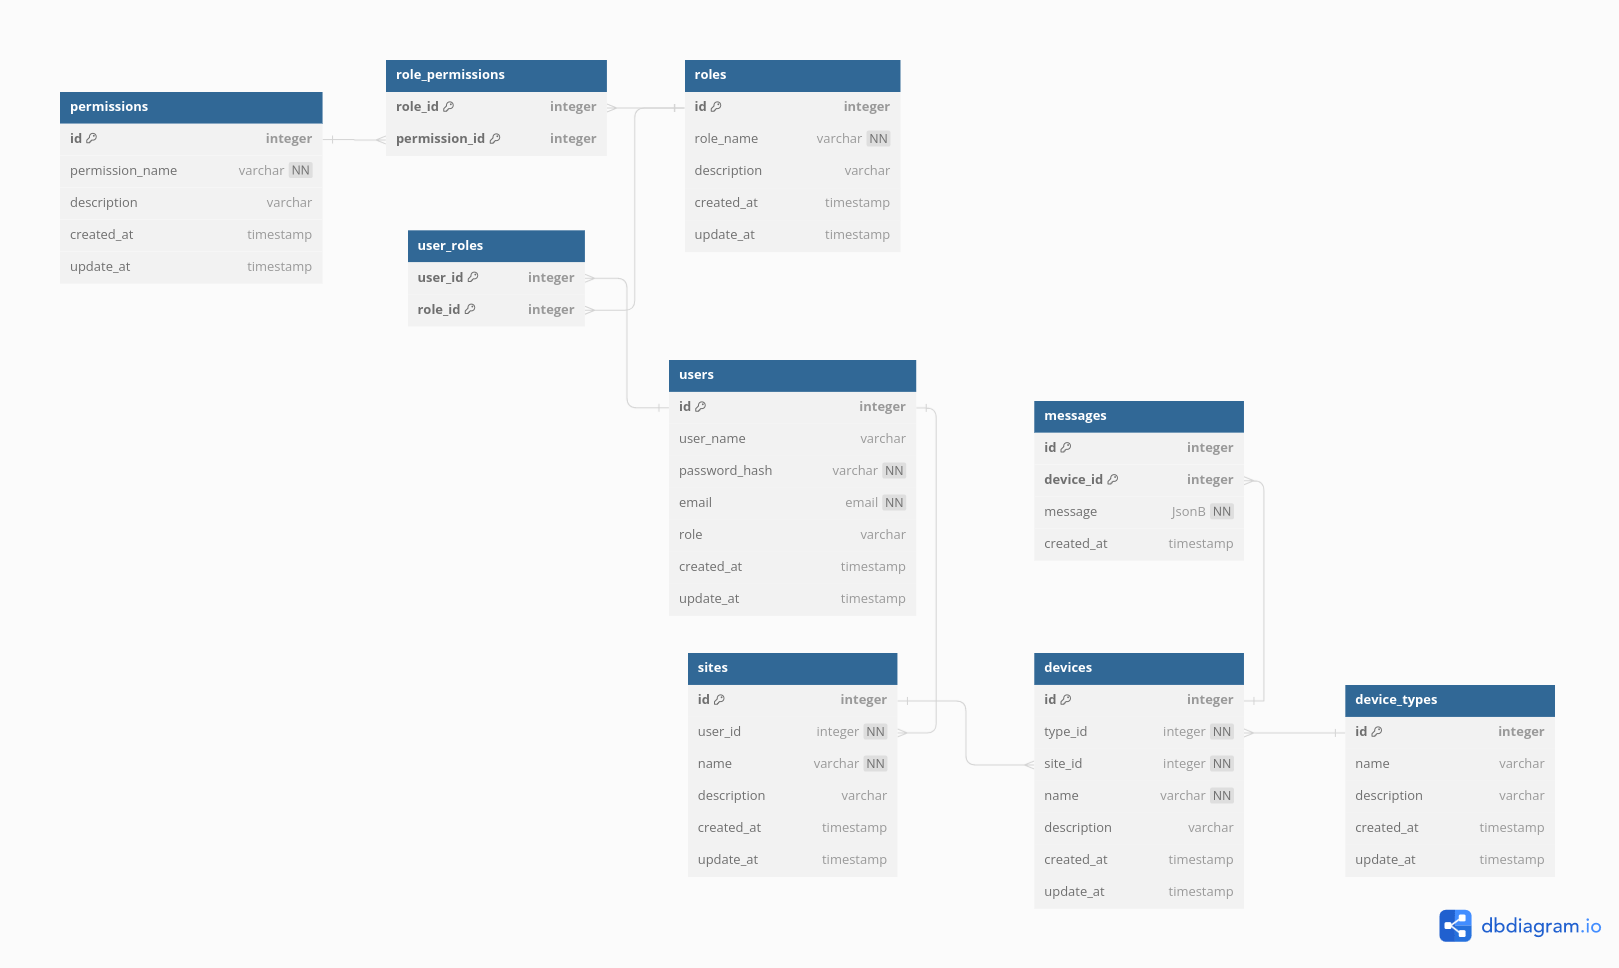 permissions
id integer
permission_name varchar NN
description varchar
created_at timestamp
update_at timestamp
role_permissions
role_id integer
permission_id integer
roles
id integer
role_name varchar NN
description varchar
created_at timestamp
update_at timestamp
user_roles
user_id integer
role_id integer
users
id integer
user_name varchar
password_hash varchar NN
email email NN
role varchar
created_at timestamp
update_at timestamp
messages
id integer
device_id integer
message JsonB NN
created_at timestamp
sites
id integer
user_id integer NN
name varchar NN
description varchar
created_at timestamp
update_at timestamp
devices
id integer
type_id integer NN
site_id integer NN
name varchar NN
description varchar
created_at timestamp
update_at timestamp
device_types
id integer
name varchar
description varchar
created_at timestamp
update_at timestamp
dbdiagram.io